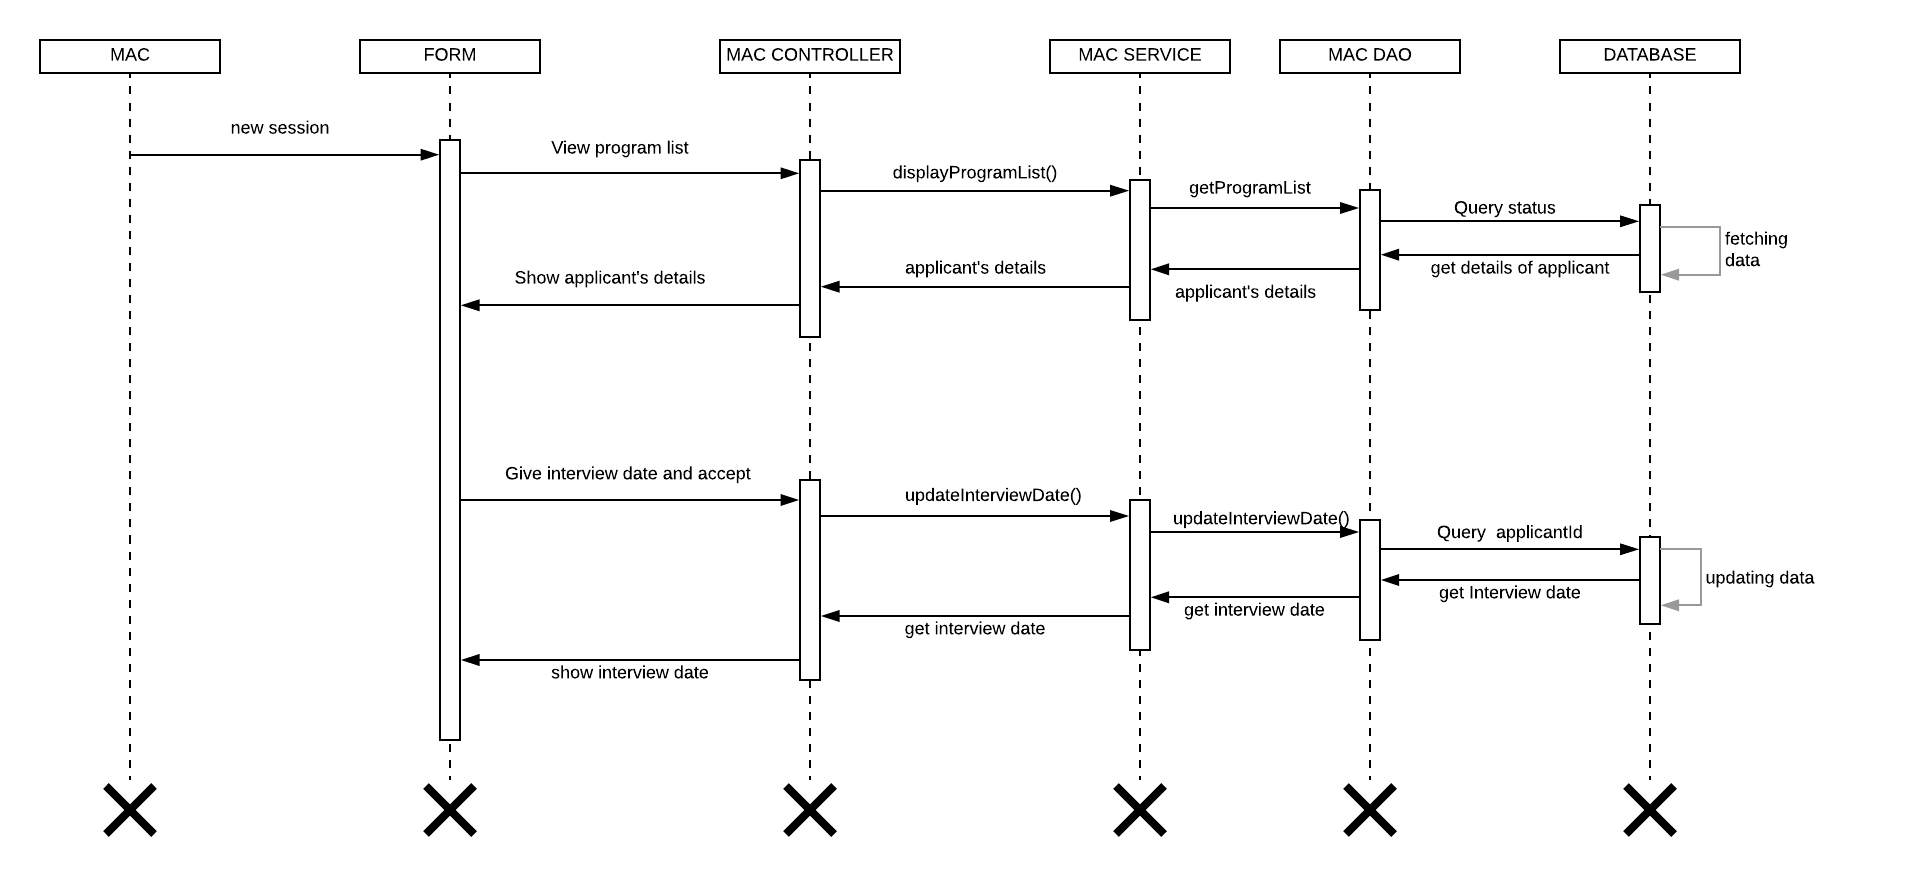 MAC
FORM
MAC CONTROLLER
MAC SERVICE
MAC DAO
DATABASE
new session
View program list
displayProgramList()
getProgramList
Query status
fetching
data
get details of applicant
applicant's details
applicant's details
Show applicant's details
Give interview date and accept
updateInterviewDate()
updateInterviewDate()
Query  applicantId
updating data
get Interview date
get interview date
get interview date
show interview date